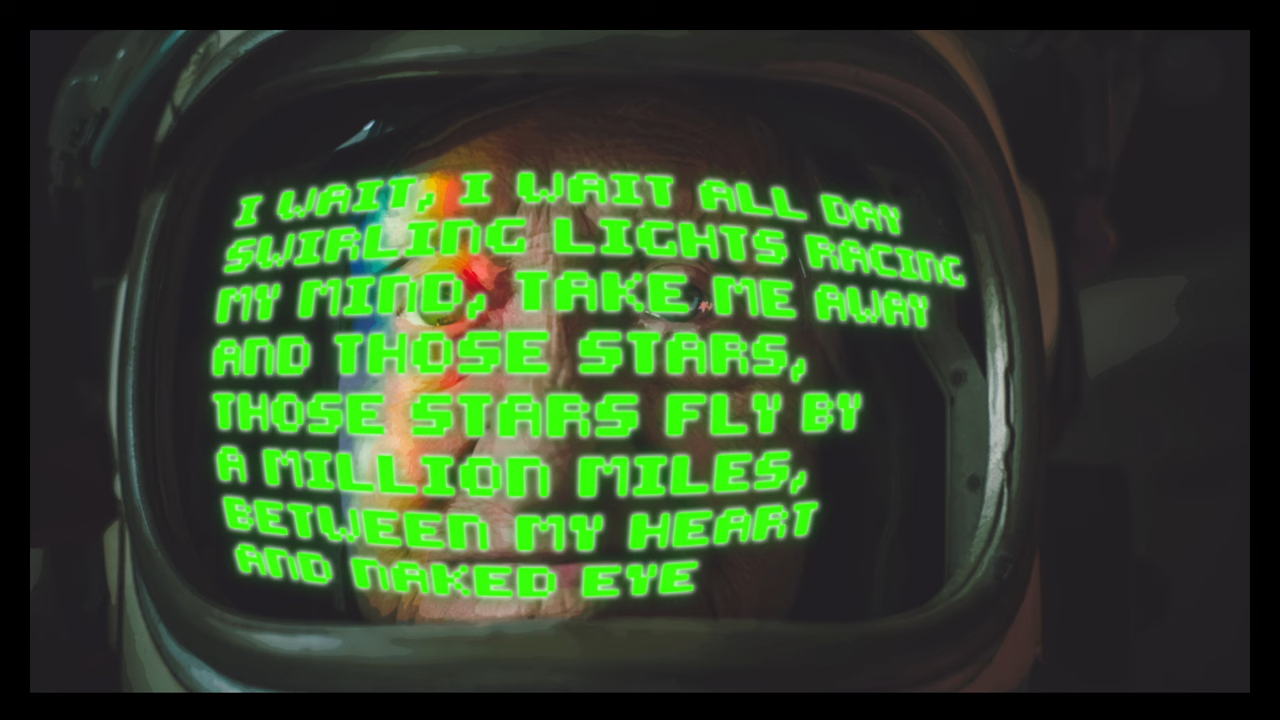 I WAIT, I WAIT ALL DAY
SWIRLING LIGHTS RACING
MY MIND, TAKE ME AWAY
AND THOSE STARS,
THOSE STARS FLY BY
A MILLION MILES,
BETWEEN MY HEART
AND NAKED EYE